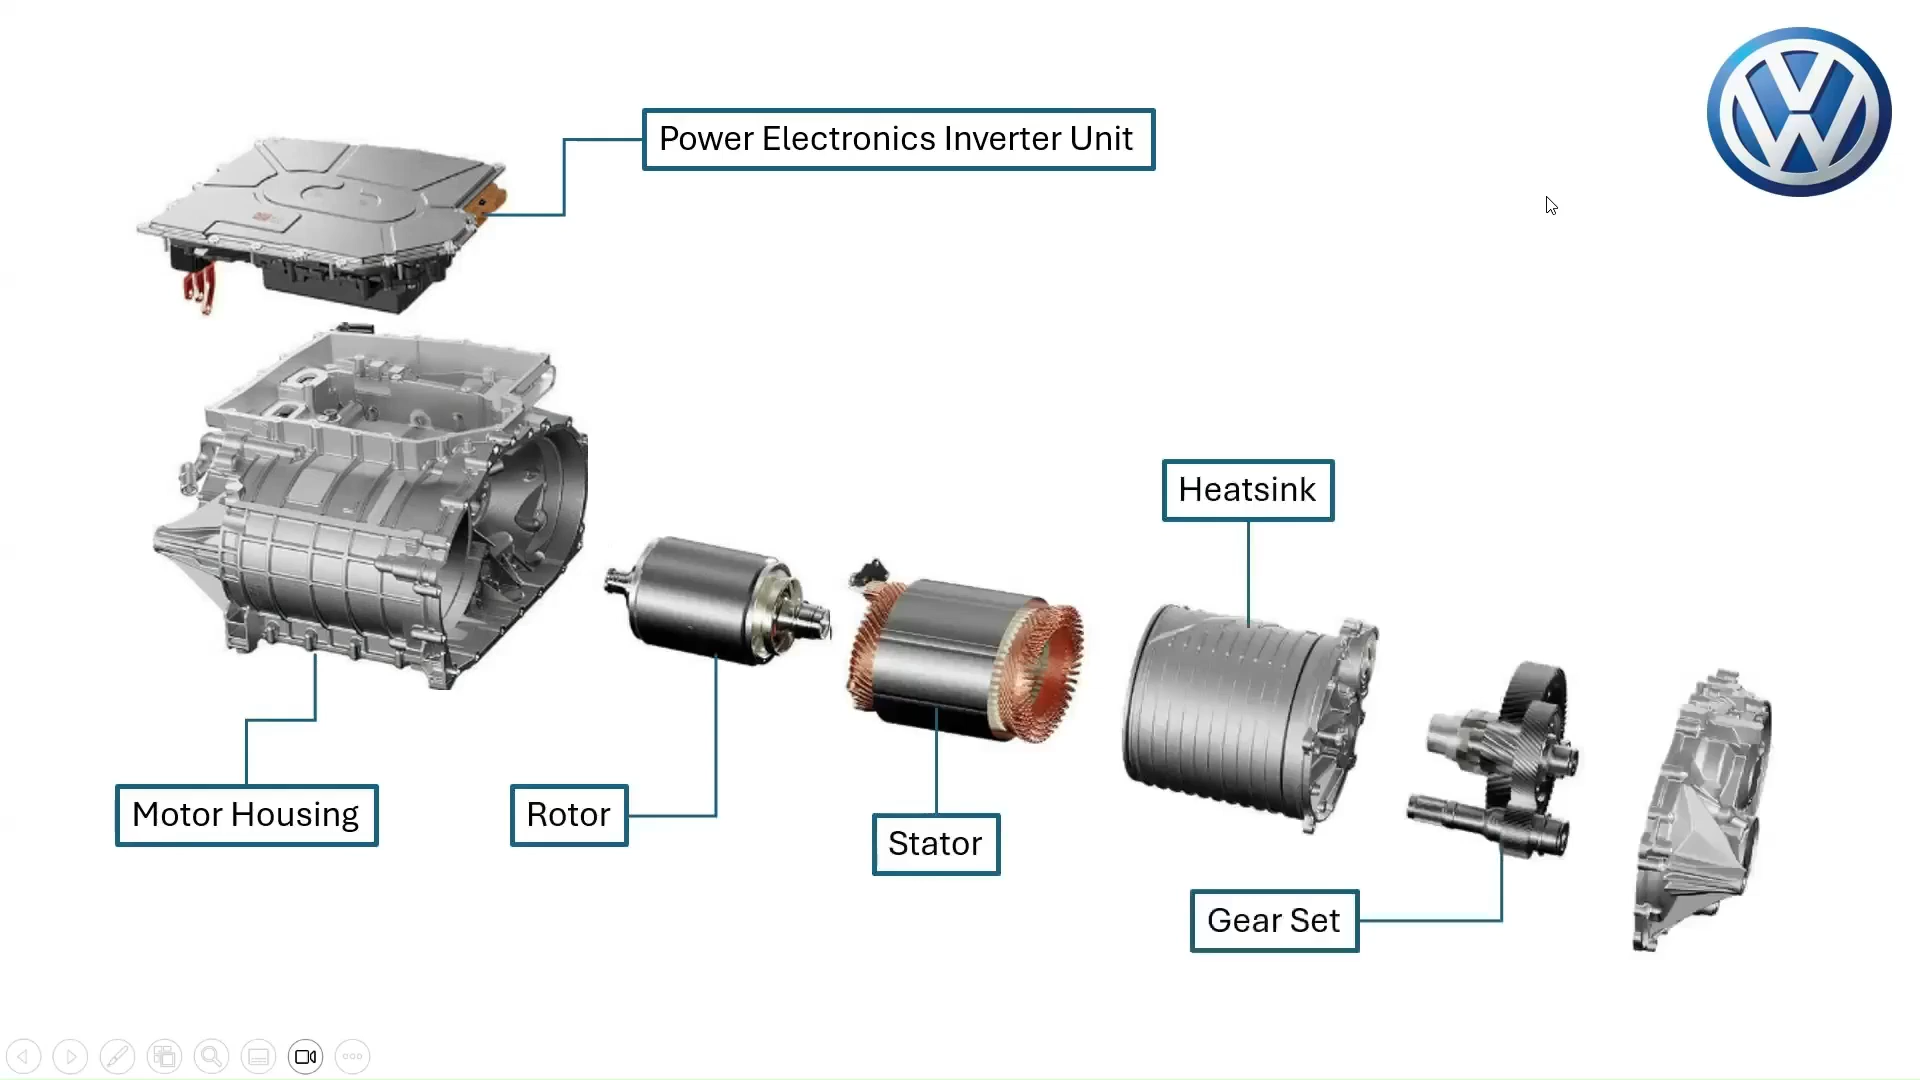 Power Electronics Inverter Unit
Heatsink
Motor Housing
Rotor
Stator
Gear Set